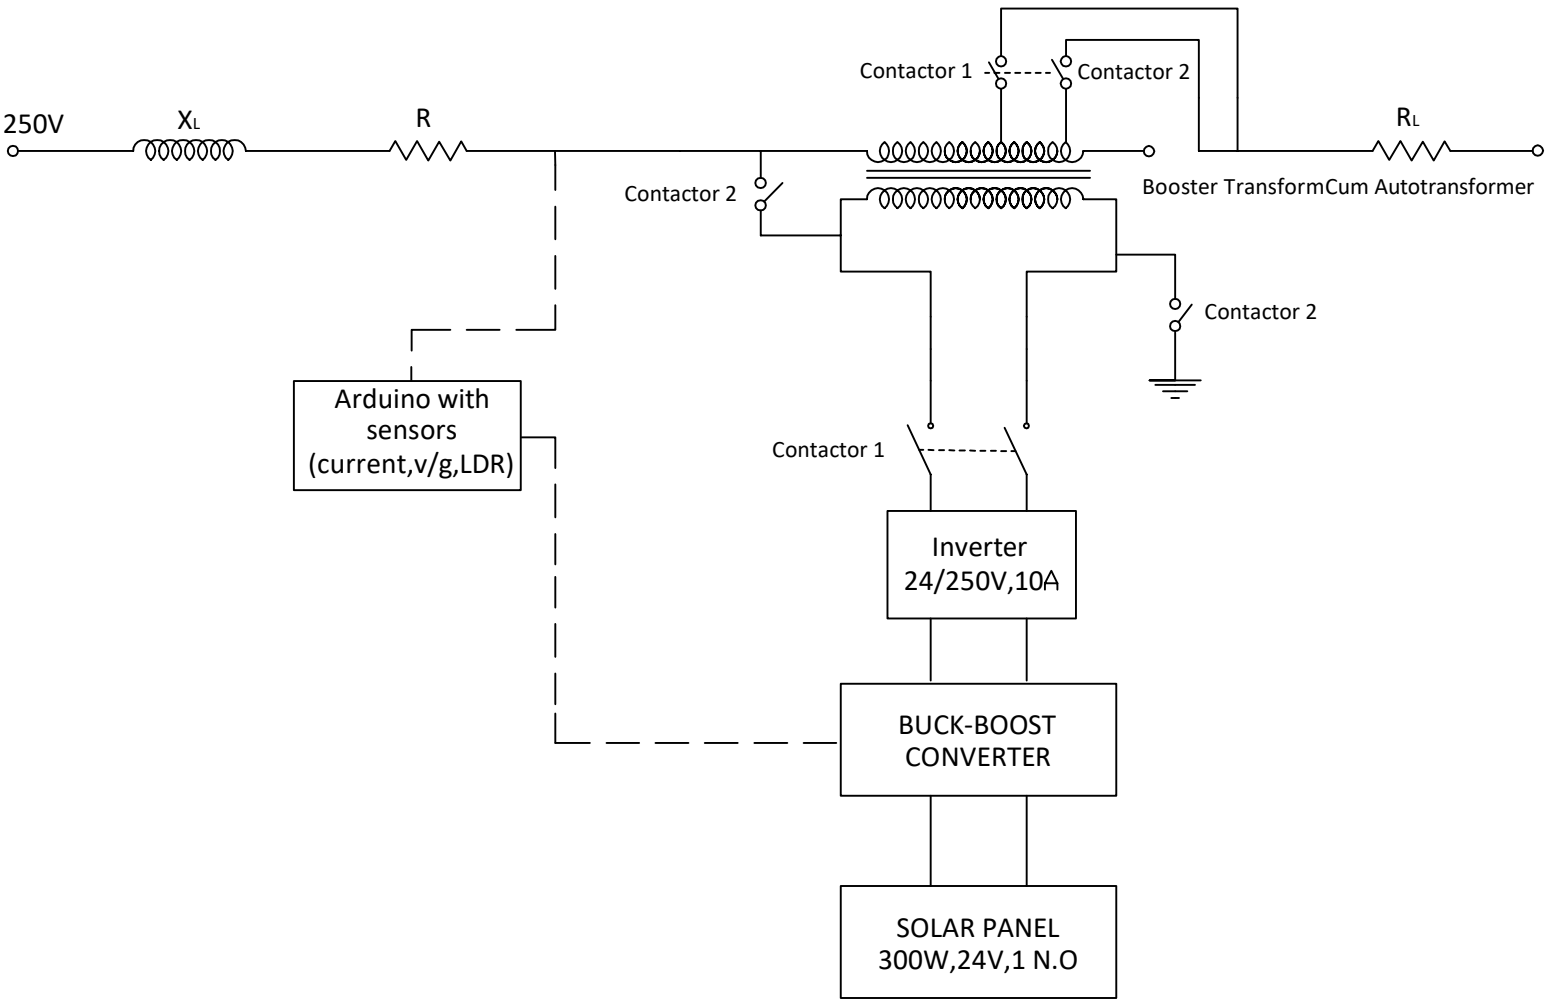 Contactor 1
Contactor 2
250V
XL
R
RL
Contactor 2
Booster TransformCum Autotransformer
Contactor 2
Arduino with
sensors
(current,v/g,LDR)
Contactor 1
Inverter
24/250V,10A
BUCK-BOOST
CONVERTER
SOLAR PANEL
300W,24V,1 N.O